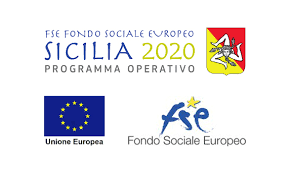 FSE FONDO SOCIALE EUROPEO
SICILIA 2020
PROGRAMMA OPERATIVO
fse
Unione Europea
Fondo Sociale Europeo